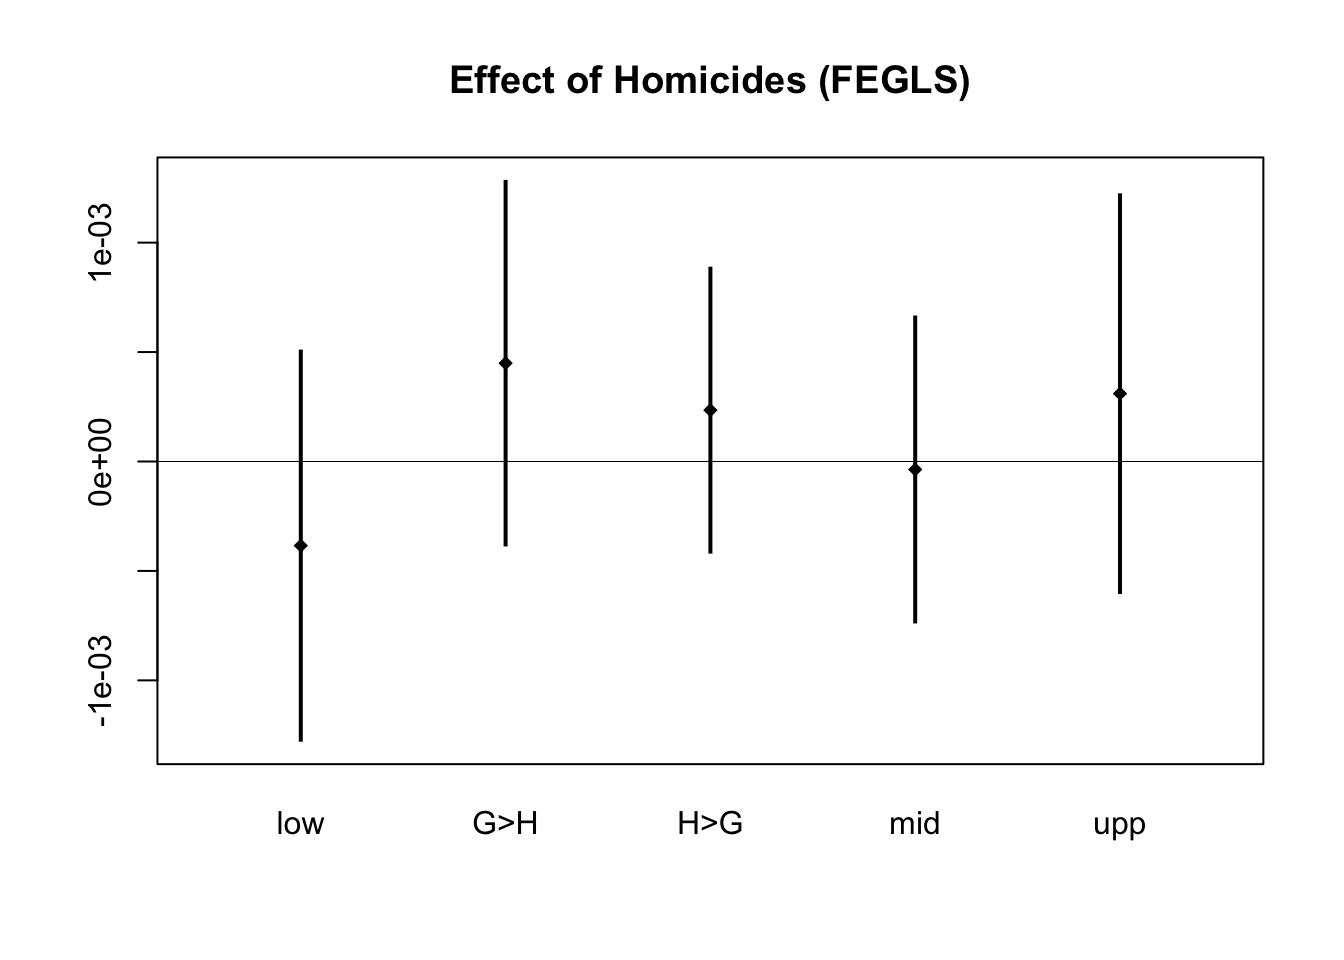 Effect of Homicides (FEGLS)
1e-03
0e+00
-1e-03
low G>H H>G mid upp